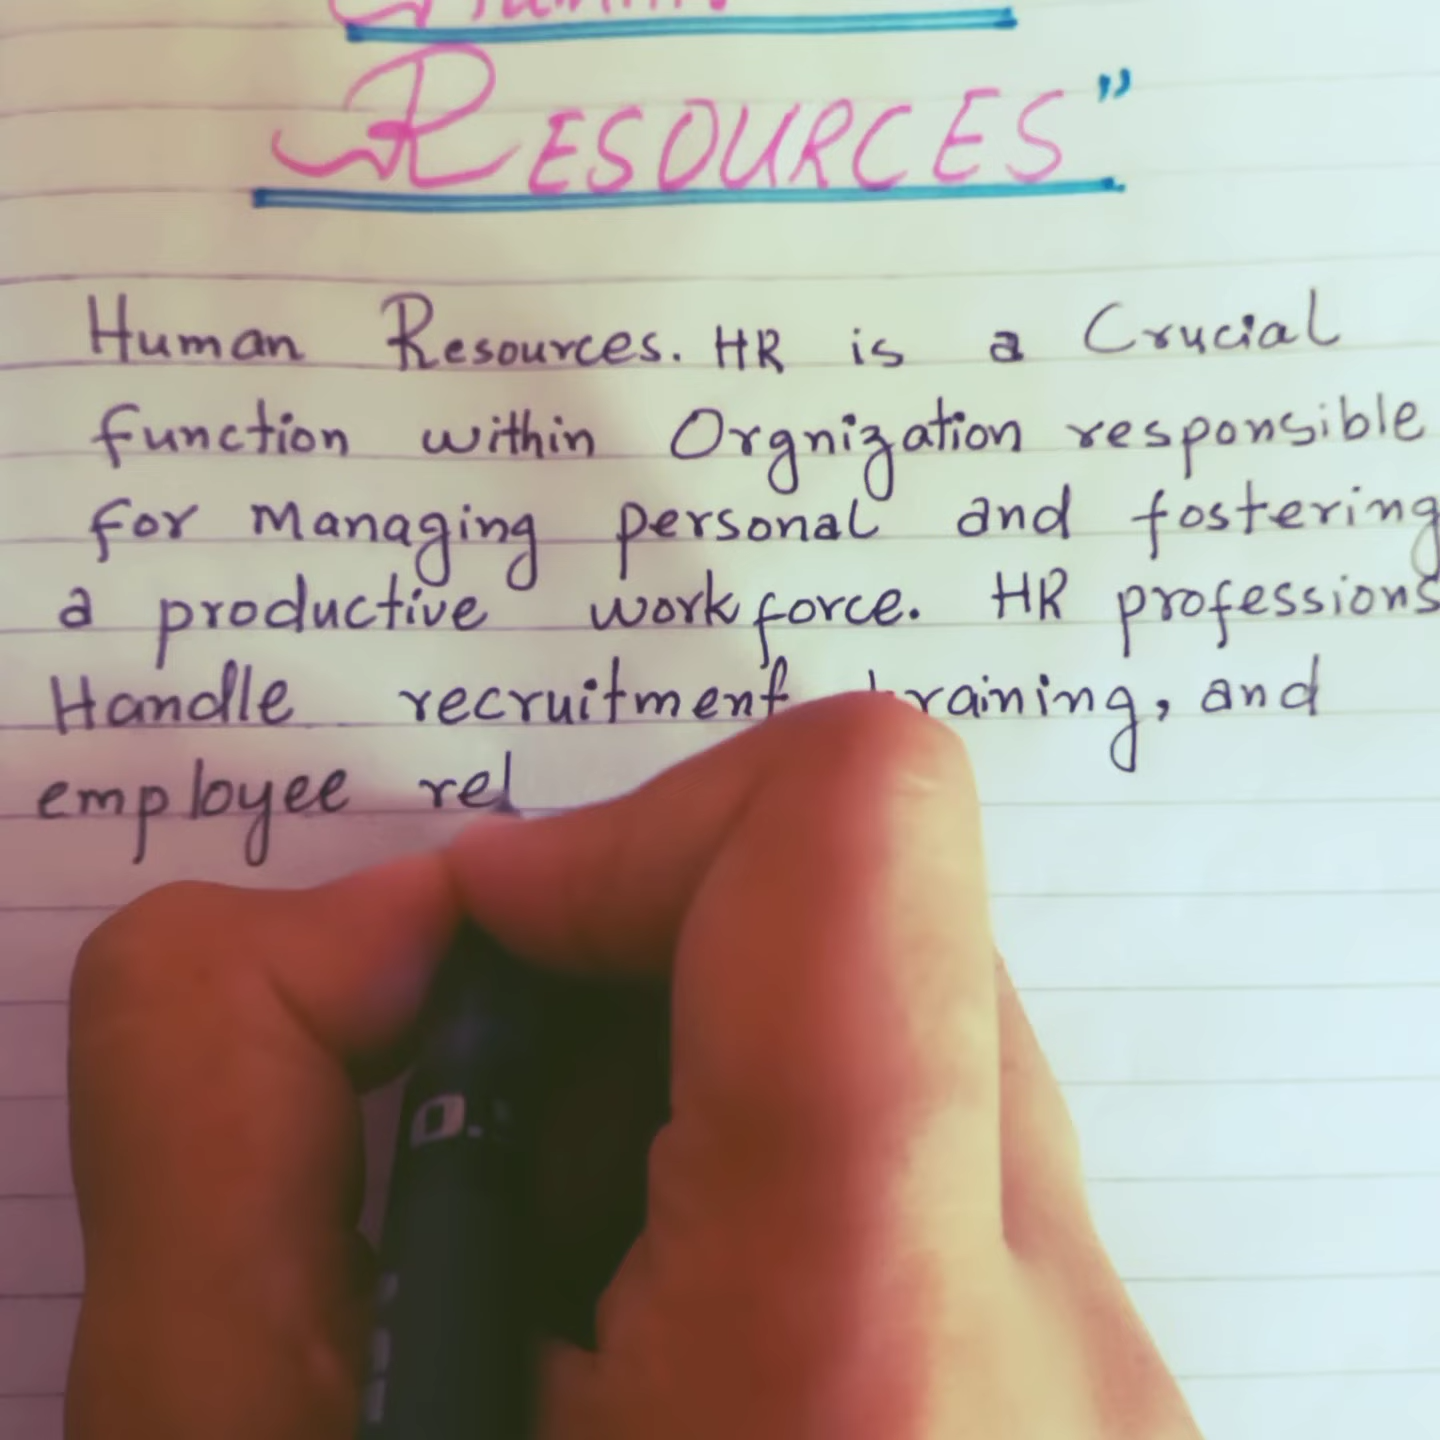 RESOURCES"
Human Resources. HR is a Crucial
function within Orgnization responsible
for Managing personal and fostering
a productive workforce. HR professions
Handle recruitment training, and
employee rel